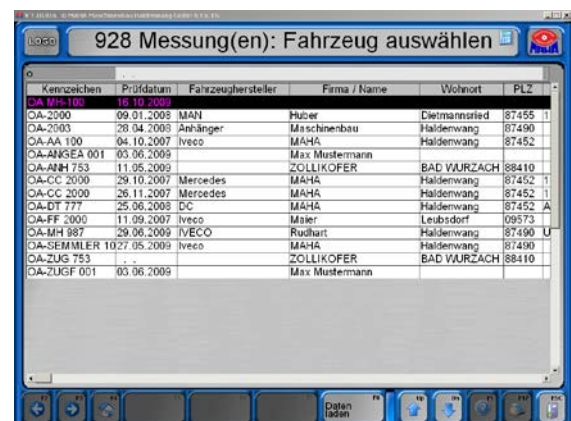 LOGO
928 Messung(en): Fahrzeug auswählen
MAHA
o . .
Kennzeichen Prüfdatum Fahrzeughersteller Firma / Name Wohnort PLZ
OA MH-100 16.10.2009
OA-2000 09.01.2008 MAN Huber Dietmannsried 87455 1
OA-2003 28.04.2008 Anhänger Maschinenbau Haldenwang 87490
OA-AA 100 04.10.2007 Iveco MAHA Haldenwang 87452
OA-ANGEA 001 03.06.2009 Max Mustermann
OA-ANH 753 11.05.2009 ZOLLIKOFER BAD WURZACH 88410
OA-CC 2000 29.10.2007 Mercedes MAHA Haldenwang 87452 1
OA-CC 2000 26.11.2007 Mercedes MAHA Haldenwang 87452 1
OA-DT 777 25.06.2008 DC MAHA Haldenwang 87452 A
OA-FF 2000 11.09.2007 Iveco Maier Leubsdorf 09573
OA-MH 987 29.06.2009 IVECO Rudhart Haldenwang 87490 U
OA-SEMMLER 10 27.05.2009 Iveco MAHA Haldenwang 87490
OA-ZUG 753 . . ZOLLIKOFER BAD WURZACH 88410
OA-ZUGF 001 03.06.2009 Max Mustermann
Daten
laden